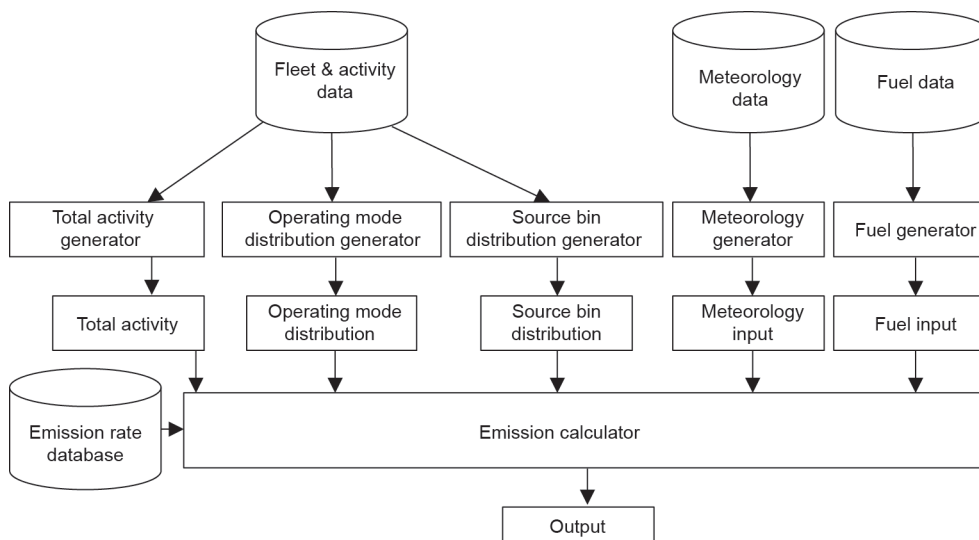 Fleet & activity
data
Meteorology
data
Fuel data
Total activity
generator
Operating mode
distribution generator
Source bin
distribution generator
Meteorology
generator
Fuel generator
Total activity
Operating mode
distribution
Source bin
distribution
Meteorology
input
Fuel input
Emission rate
database
Emission calculator
Output